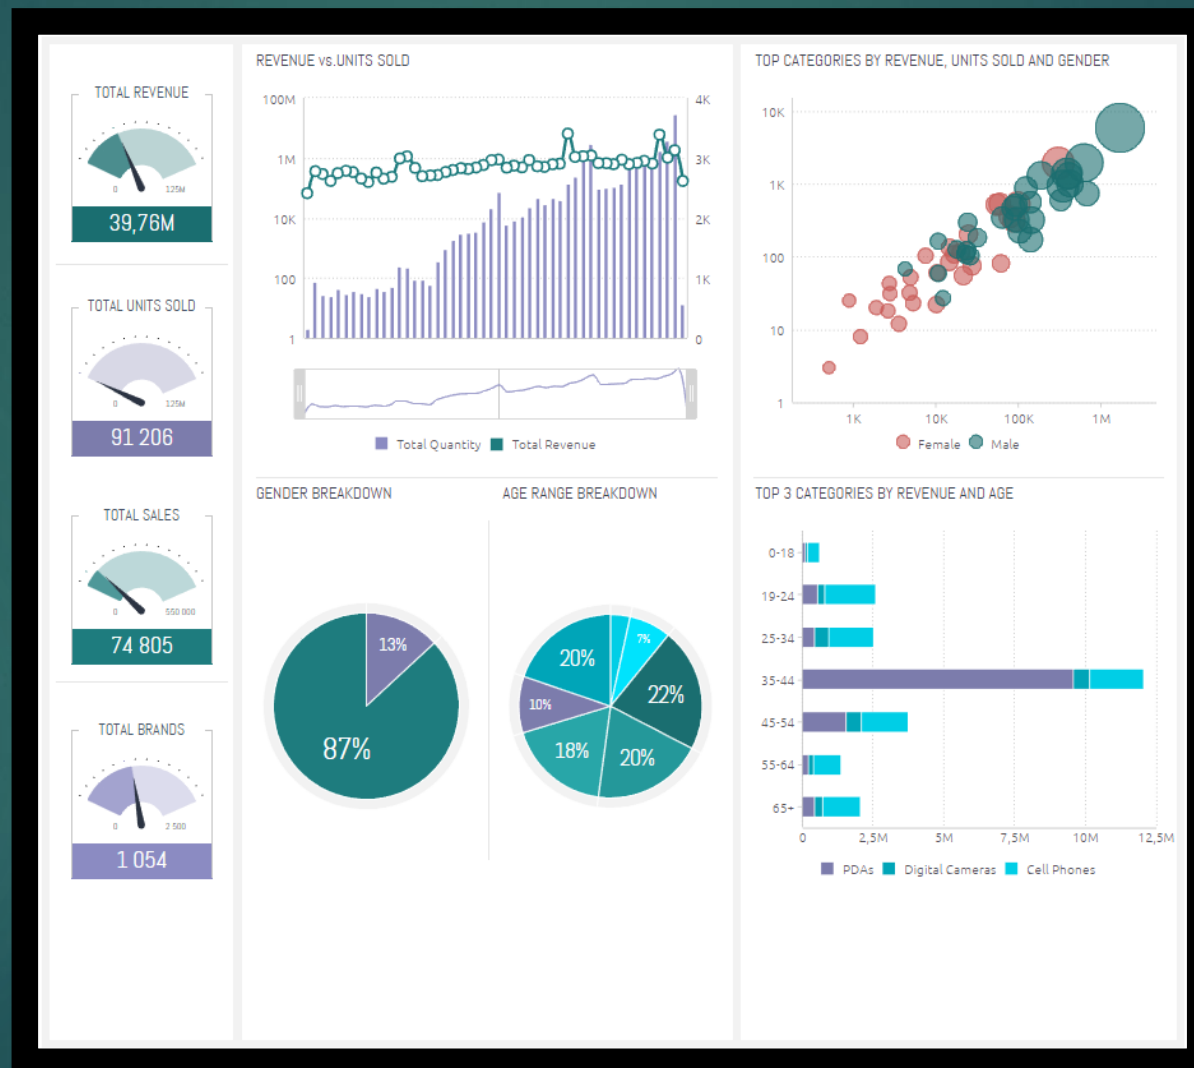 TOTAL REVENUE
0 125M
39,76M
TOTAL UNITS SOLD
0 125M
91 206
TOTAL SALES
0 550 000
74 805
TOTAL BRANDS
0 2 500
1 054
REVENUE vs.UNITS SOLD
100M 4K
1M 3K
10K 2K
100 1K
1 0
Total Quantity Total Revenue
GENDER BREAKDOWN
13%
87%
AGE RANGE BREAKDOWN
7%
20%
22%
10%
18%
20%
TOP CATEGORIES BY REVENUE, UNITS SOLD AND GENDER
10K
1K
100
10
1
1K 10K 100K 1M
Female Male
TOP 3 CATEGORIES BY REVENUE AND AGE
0-18
19-24
25-34
35-44
45-54
55-64
65+
0 2,5M 5M 7,5M 10M 12,5M
PDAs Digital Cameras Cell Phones